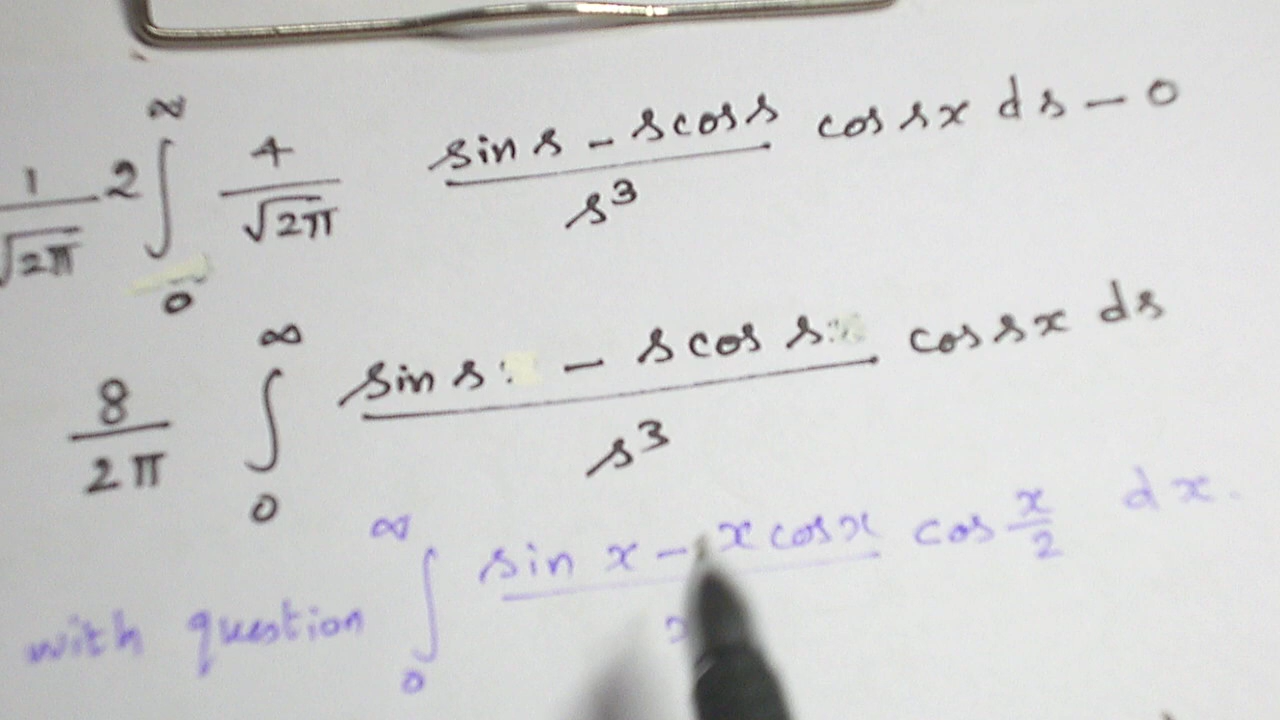 1/√2π 2 ∫₀^∞ 4/√2π (sin s - s cos s)/s³ cos sx ds - 0
8/2π ∫₀^∞ (sin s - s cos s)/s³ cos sx ds
with question ∫₀^∞ (sin x - x cos x)/ cos x/2 dx.